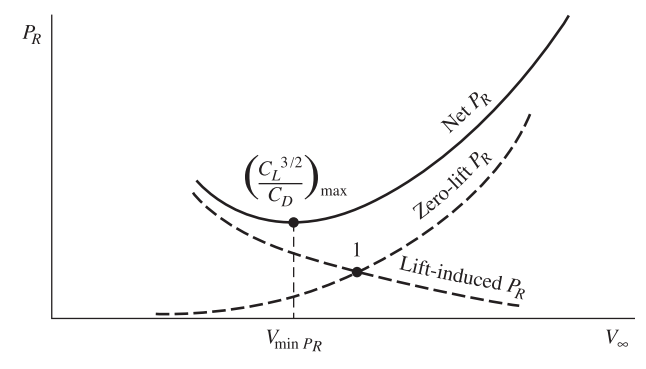 P_R
Net P_R
Zero-lift P_R
(C_L^{3/2}/C_D)_max
1
Lift-induced P_R
V_min P_R
V_∞